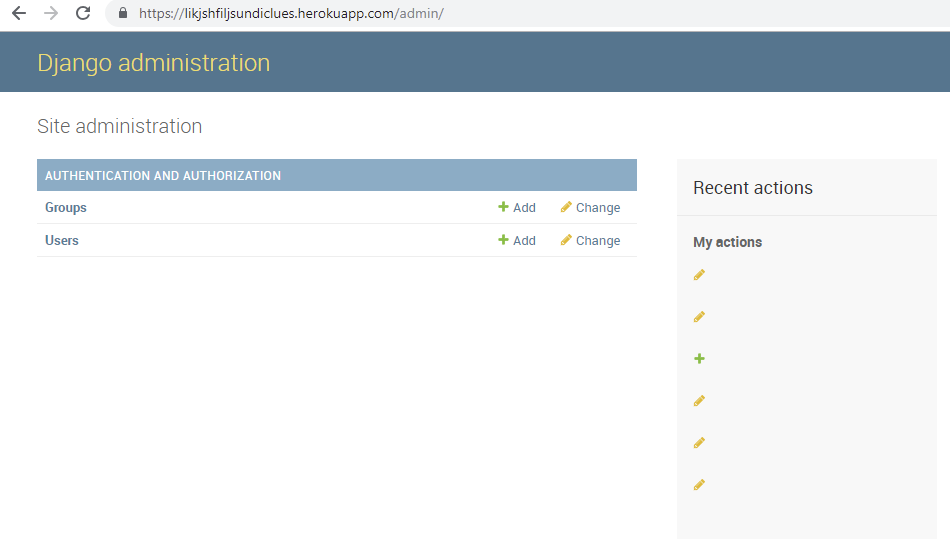 https://likjshfiljsundiclues.herokuapp.com/admin/
Django administration
Site administration
AUTHENTICATION AND AUTHORIZATION
Groups Add Change
Users Add Change
Recent actions
My actions